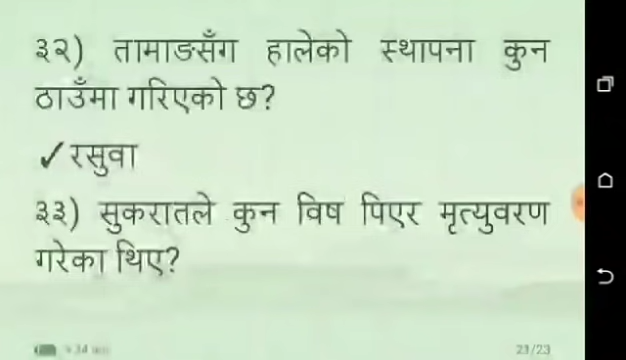 ३२) तामाङसँग हालेको स्थापना कुन
ठाउँमा गरिएको छ?
✓रसुवा
३३) सुकरातले कुन विष पिएर मृत्युवरण
गरेका थिए?
23/23